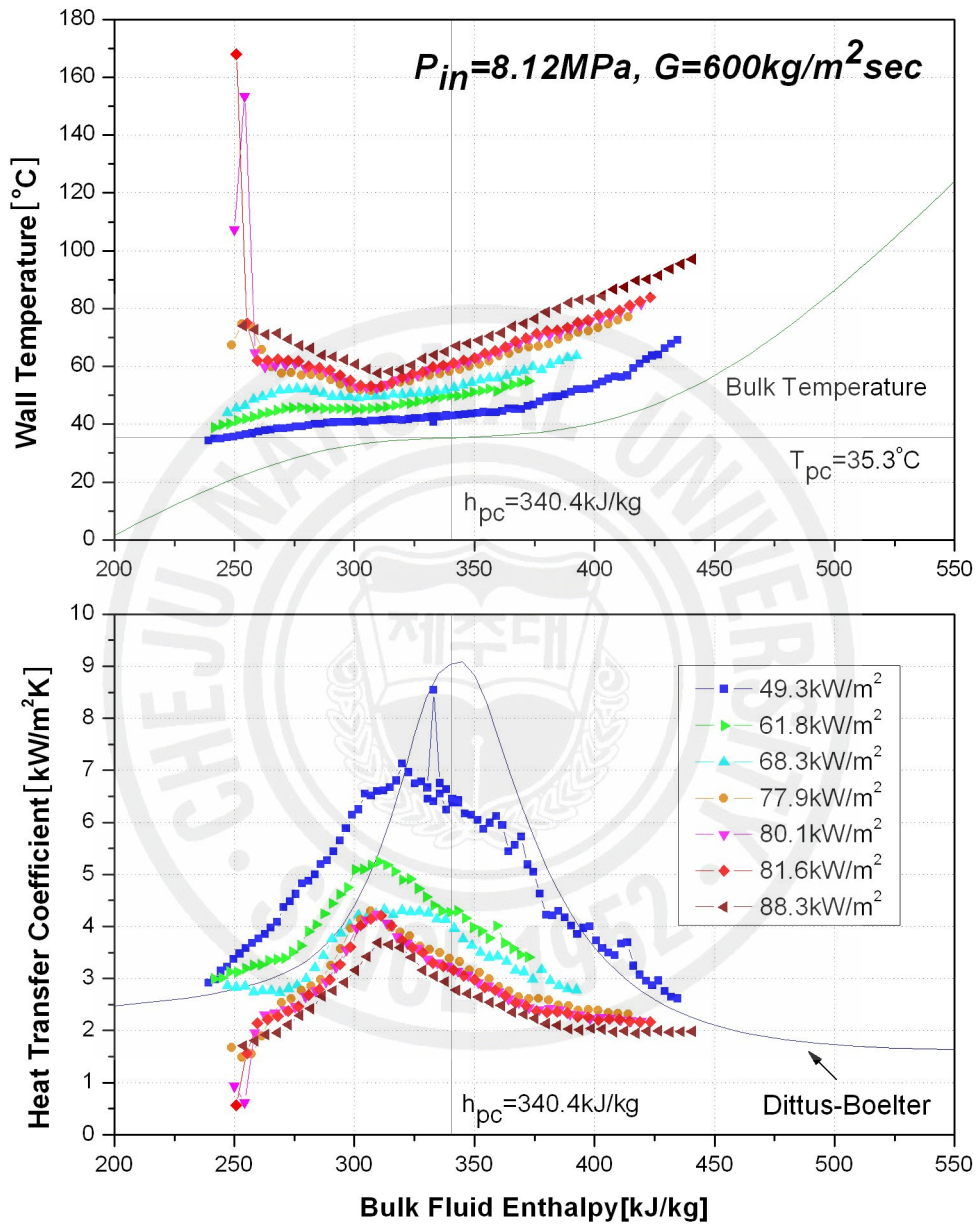 180
160
140
120
100
80
60
40
20
0
Wall Temperature[°C]
P_in=8.12MPa, G=600kg/m²sec
Bulk Temperature
T_pc=35.3°C
h_pc=340.4kJ/kg
200 250 300 350 400 450 500 550
10
9
8
7
6
5
4
3
2
1
0
Heat Transfer Coefficient[kW/m²K]
49.3kW/m²
61.8kW/m²
68.3kW/m²
77.9kW/m²
80.1kW/m²
81.6kW/m²
88.3kW/m²
h_pc=340.4kJ/kg
Dittus-Boelter
200 250 300 350 400 450 500 550
Bulk Fluid Enthalpy[kJ/kg]
CHEJU NATIONAL UNIVERSITY
제주대
1952